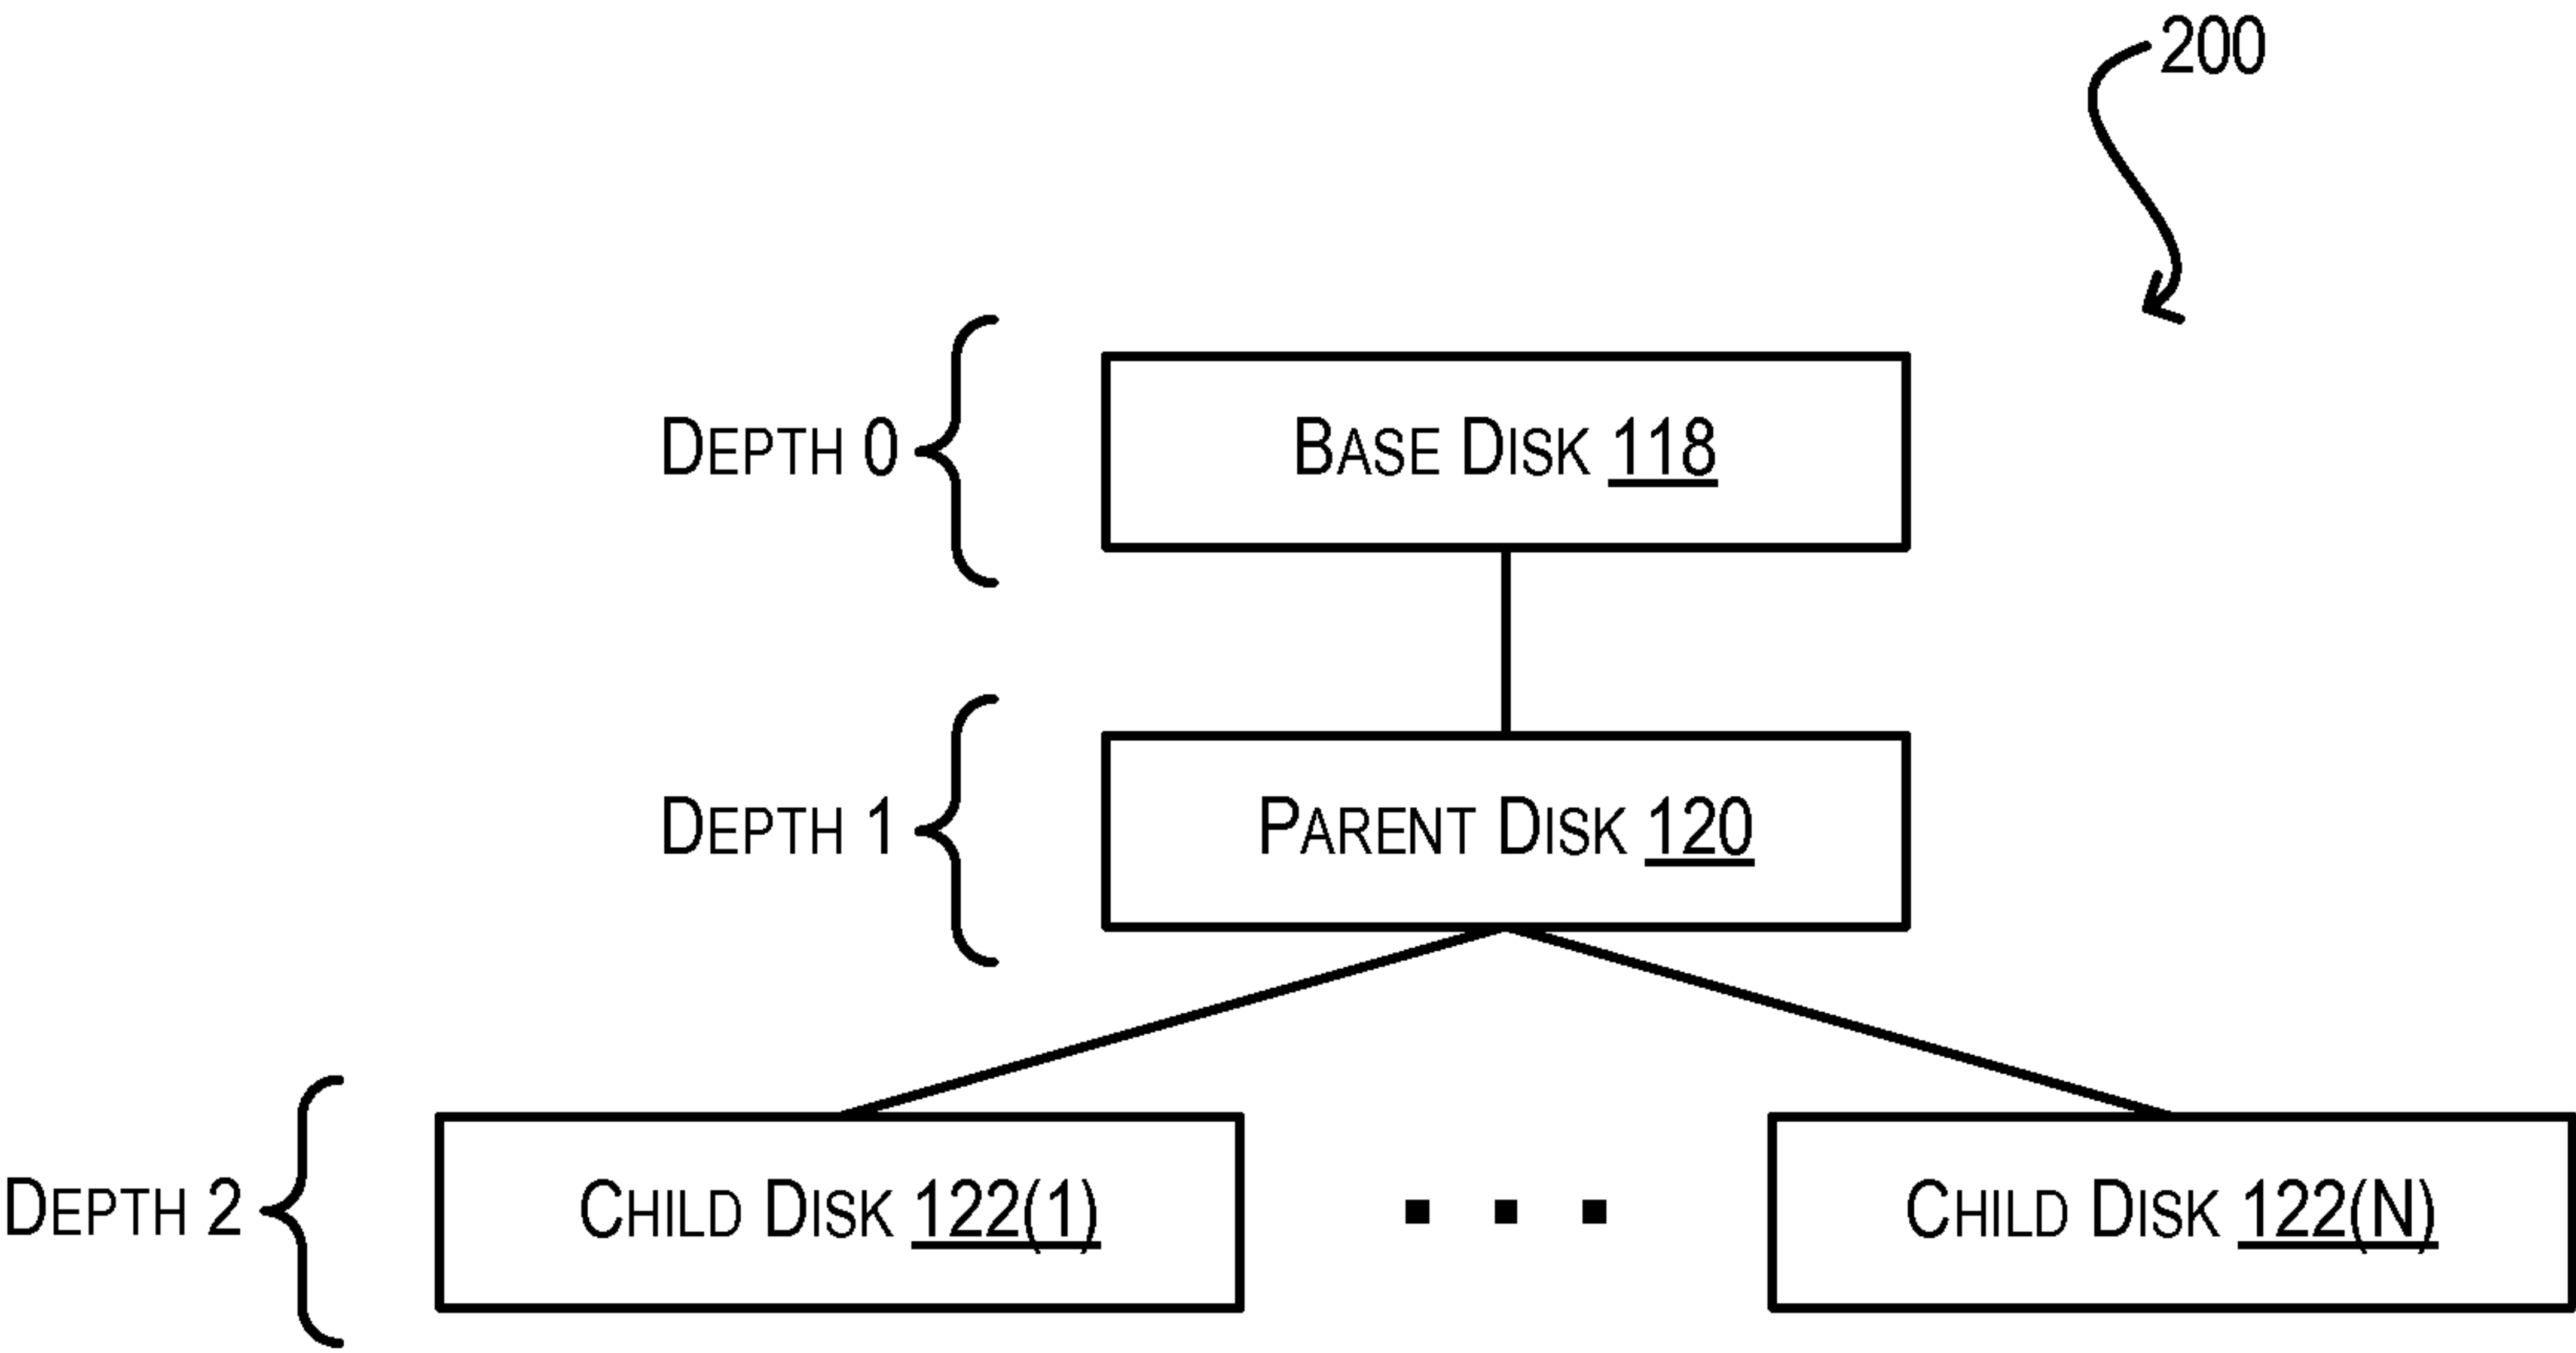 200
DEPTH 0
BASE DISK 118
DEPTH 1
PARENT DISK 120
DEPTH 2
CHILD DISK 122(1)
CHILD DISK 122(N)